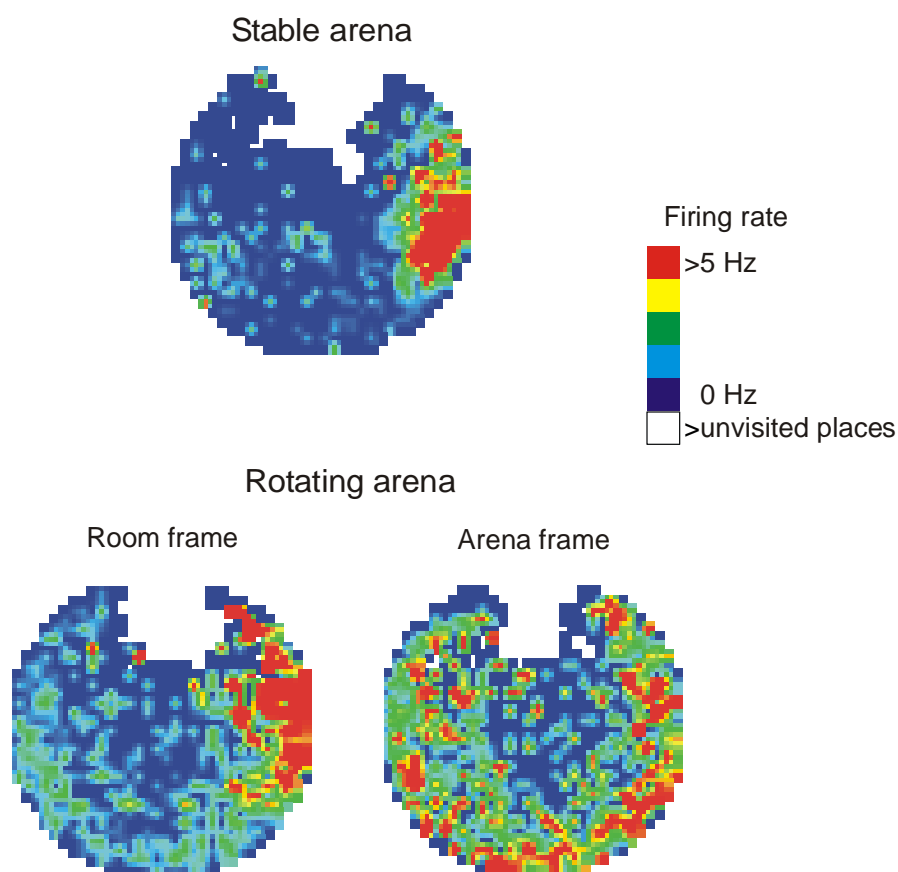 Stable arena
Firing rate
>5 Hz
0 Hz
>unvisited places
Rotating arena
Room frame
Arena frame